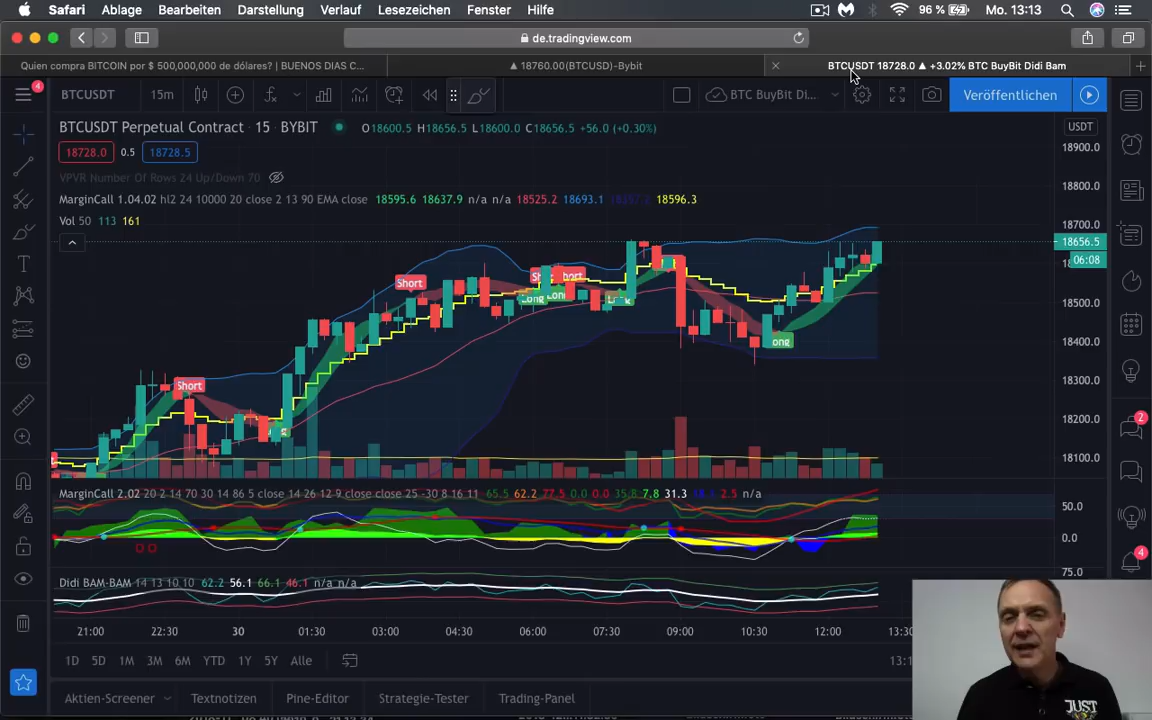 Safari Ablage Bearbeiten Darstellung Verlauf Lesezeichen Fenster Hilfe 96 % Mo. 13:13
de.tradingview.com
Quien compra BITCOIN por $ 500,000,000 de dólares? | BUENOS DIAS C... ▲ 18760.00(BTCUSD)-Bybit BTCUSDT 18728.0 ▲ +3.02% BTC BuyBit Didi Bam
4 BTCUSDT 15m BTC BuyBit Di... Veröffentlichen
BTCUSDT Perpetual Contract · 15 · BYBIT O18600.5 H18656.5 L18600.0 C18656.5 +56.0 (+0.30%) USDT
18728.0 0.5 18728.5
18900.0
VPVR Number Of Rows 24 Up/Down 70
18800.0
MarginCall 1.04.02 hl2 24 10000 20 close 2 13 90 EMA close 18595.6 18637.9 n/a n/a 18525.2 18693.1 18357.2 18596.3
Vol 50 113 161
18700.0
18656.5
06:08
Short Short Short
Long Long
18500.0
ong
18400.0
Short
18300.0
18200.0
18100.0
MarginCall 2.02 20 2 14 70 30 14 86 5 close 14 26 12 9 close close 25 -30 8 16 11 65.5 62.2 77.5 0.0 0.0 35.8 7.8 31.3 2.5 n/a
50.0
0.0
75.0
Didi BAM-BAM 14 13 10 10 62.2 56.1 66.1 46.1 n/a n/a
21:00 22:30 30 01:30 03:00 04:30 06:00 07:30 09:00 10:30 12:00 13:30
1D 5D 1M 3M 6M YTD 1Y 5Y Alle 13:1
Aktien-Screener Textnotizen Pine-Editor Strategie-Tester Trading-Panel
2
4
JUST